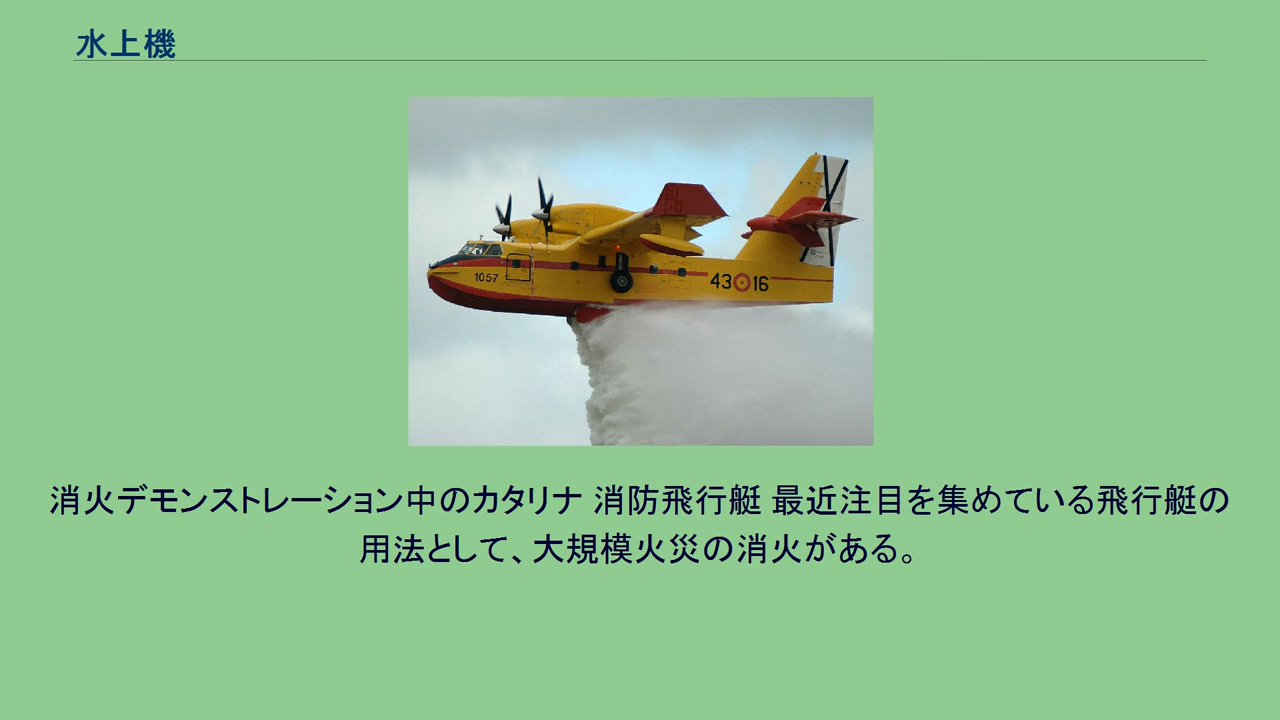 水上機
1057
43 16
消火デモンストレーション中のカタリナ 消防飛行艇 最近注目を集めている飛行艇の
用法として、大規模火災の消火がある。